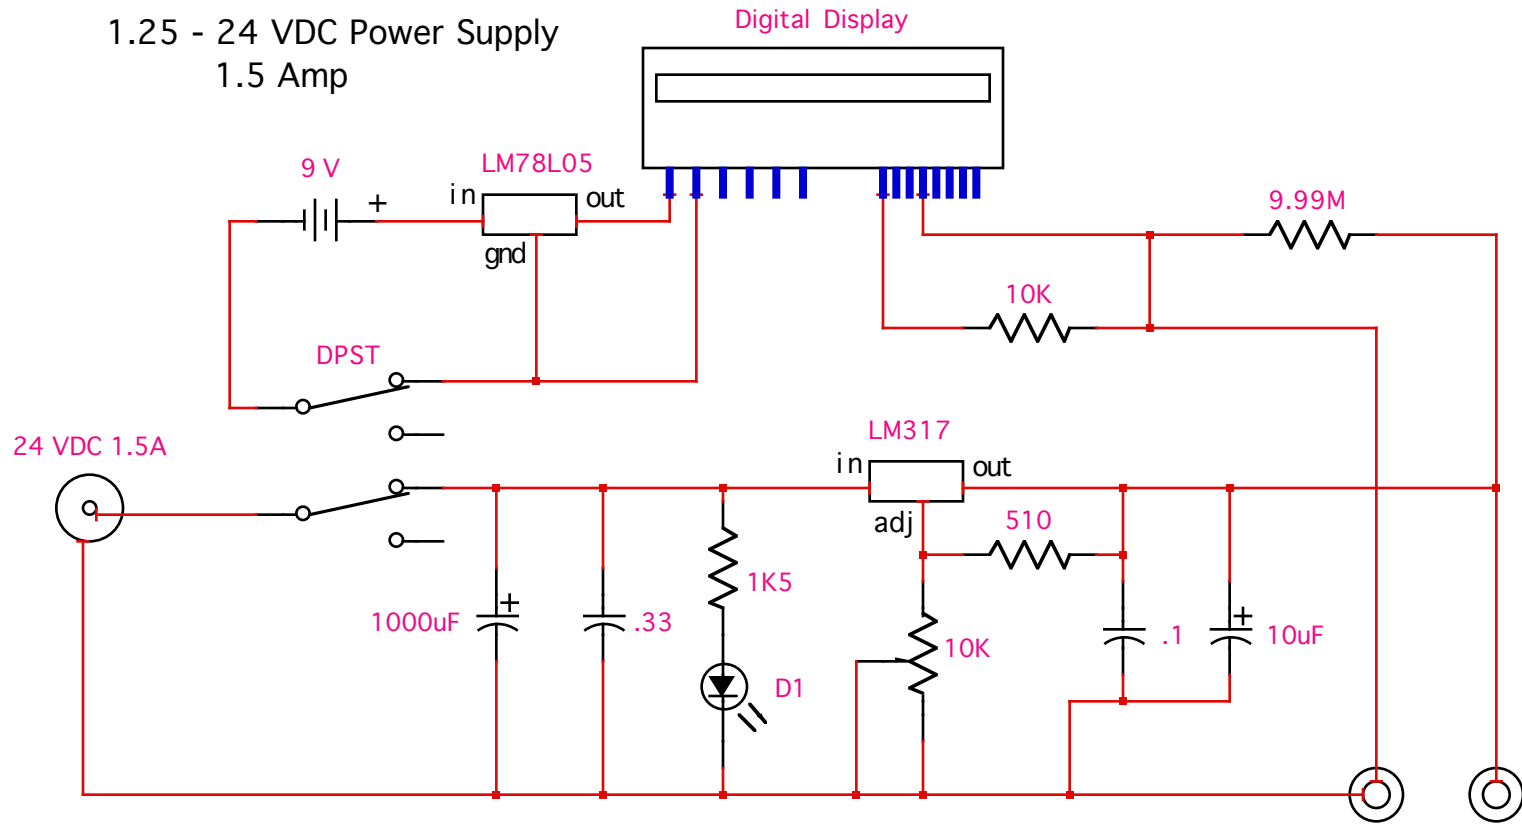 1.25 - 24 VDC Power Supply
1.5 Amp
Digital Display
9 V
+
LM78L05
in
out
gnd
9.99M
10K
DPST
24 VDC 1.5A
LM317
in
out
adj
510
1K5
1000uF
+
.33
10K
.1
+
10uF
D1